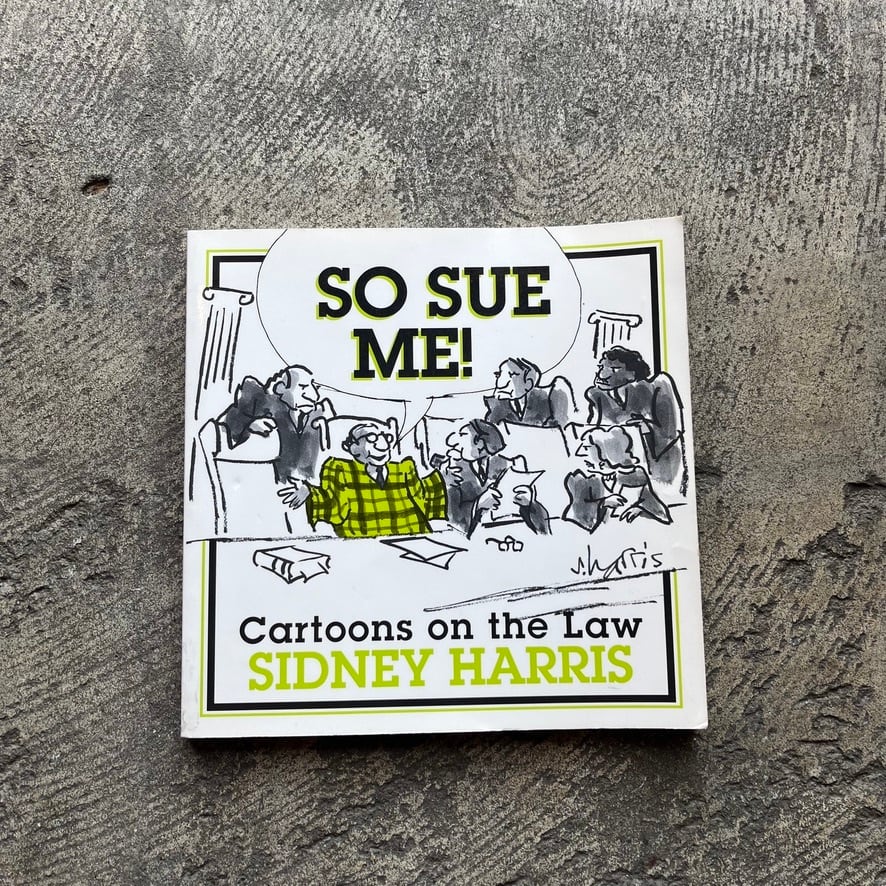 SO SUE
ME!
s.harris
Cartoons on the Law
SIDNEY HARRIS